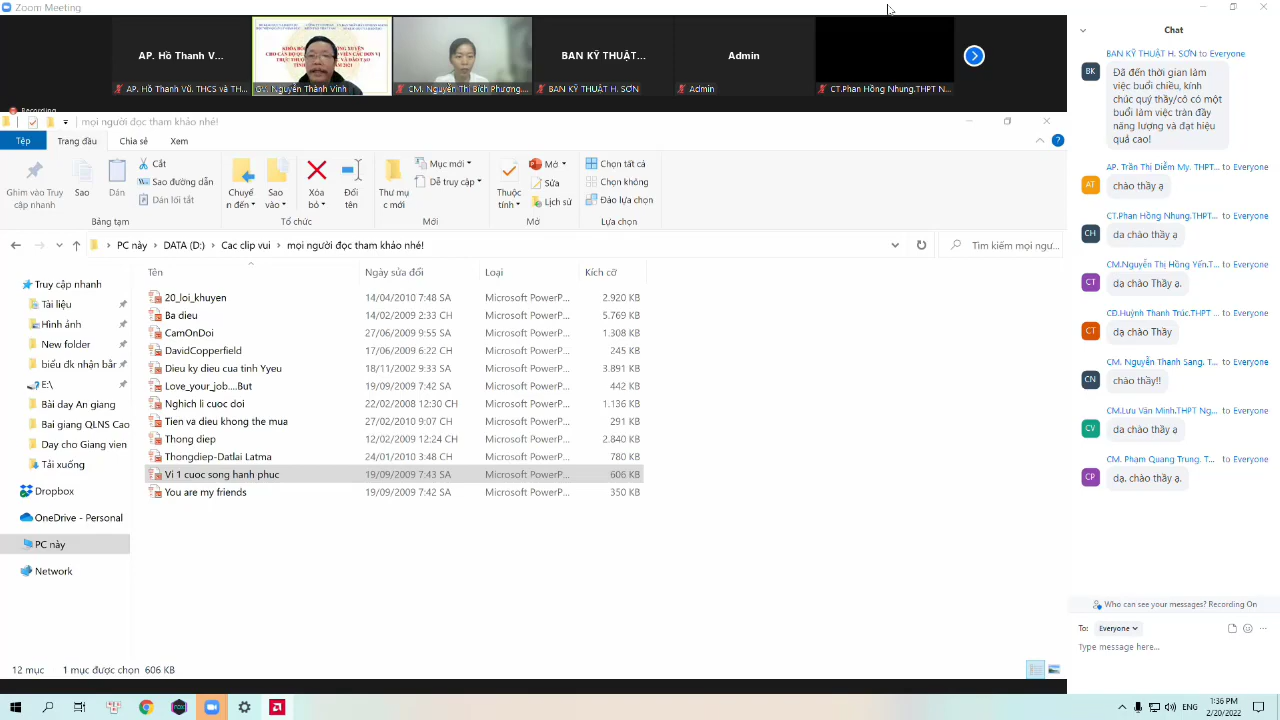 Zoom Meeting
AP. Hồ Thanh V...
BAN KỸ THUẬT...
Admin
AP. Hồ Thanh Vũ. THCS và TH...
GV. Nguyễn Thành Vinh
CM. Nguyễn Thị Bích Phượng....
BAN KỸ THUẬT H. SƠN
Admin
CT.Phan Hồng Nhung.THPT N...
Recording
mọi người đọc tham khảo nhé!
Tệp
Trang đầu
Chia sẻ
Xem
Ghim vào Truy cập nhanh
Sao
Dán
Cắt
Sao đường dẫn
Dán lối tắt
Bảng tạm
Chuyển đến
Sao vào
Xóa bỏ
Đổi tên
Tổ chức
Thư mục mới
Mục mới
Dễ truy cập
Mới
Thuộc tính
Mở
Sửa
Lịch sử
Mở
Chọn tất cả
Chọn không
Đảo lựa chọn
Lựa chọn
PC này > DATA (D:) > Cac clip vui > mọi người đọc tham khảo nhé!
Tìm kiếm mọi ngư...
Truy cập nhanh
Tài liệu
Hình ảnh
New folder
biểu đk nhận bằ
E:\
Bài dạy An giang
Bai giang QLNS Cao
Day cho Giang vien
Tải xuống
Dropbox
OneDrive - Personal
PC này
Network
Tên Ngày sửa đổi Loại Kích cỡ
20_loi_khuyen 14/04/2010 7:48 SA Microsoft PowerP... 2.920 KB
Ba dieu 14/02/2009 2:33 CH Microsoft PowerP... 5.769 KB
CamOnDoi 27/06/2009 9:55 SA Microsoft PowerP... 1.308 KB
DavidCopperfield 17/06/2009 6:22 CH Microsoft PowerP... 245 KB
Dieu ky dieu cua tinh Yyeu 18/11/2002 9:33 SA Microsoft PowerP... 3.891 KB
Love_your_job....But 19/09/2009 7:42 SA Microsoft PowerP... 442 KB
Nghich li cuoc doi 22/02/2008 12:30 CH Microsoft PowerP... 1.136 KB
Tien va dieu khong the mua 27/02/2010 9:07 CH Microsoft PowerP... 291 KB
Thong diep 12/02/2009 12:24 CH Microsoft PowerP... 2.840 KB
Thongdiep-Datlai Latma 24/01/2010 3:48 CH Microsoft PowerP... 780 KB
Vi 1 cuoc song hanh phuc 19/09/2009 7:43 SA Microsoft PowerP... 606 KB
You are my friends 19/09/2009 7:42 SA Microsoft PowerP... 350 KB
12 mục 1 mục được chọn 606 KB
BAN KỸ THUẬT H. SƠN to Everyone
BK
Đã đến thời gian làm
việc buổi chiều, kính
chúc quý thầy/cô có một
buổi làm việc tràn đầy
năng lượng và đạt hiệu
quả cao!
AP. Trần Thị Diễm My. THPT... to Everyone
AT
chào thầy ạ
CT.Phan Hồng Nhung.THPT... to Everyone
CH
dạ chào thầy ạ
CM.Nguyễn Thị Hồng Yến.T... to Everyone
CT
dạ chào Thầy ạ.
CĐ.Huỳnh Thanh Trúc.THPT... to Everyone
CT
dạ chào Thầy
CM. Nguyễn Thanh Sang. T... to Everyone
CN
chào thầy!!
CM.Lưu Văn Minh.THPT Ng... to Everyone
CV
dạ chào thầy ạ
CM. Pham Quang Trung. T... to Everyone
CP
dạ. chào thầy ạ.
Who can see your messages? Recording On
To: Everyone
Type message here...
1:36 PM
2/20/2022